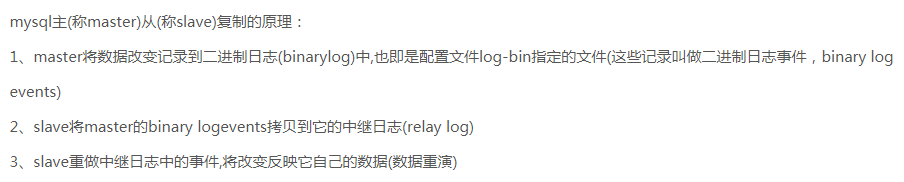 mysql主(称master)从(称slave)复制的原理：
1、master将数据改变记录到二进制日志(binarylog)中,也即是配置文件log-bin指定的文件(这些记录叫做二进制日志事件，binary log
events)
2、slave将master的binary logevents拷贝到它的中继日志(relay log)
3、slave重做中继日志中的事件,将改变反映它自己的数据(数据重演)